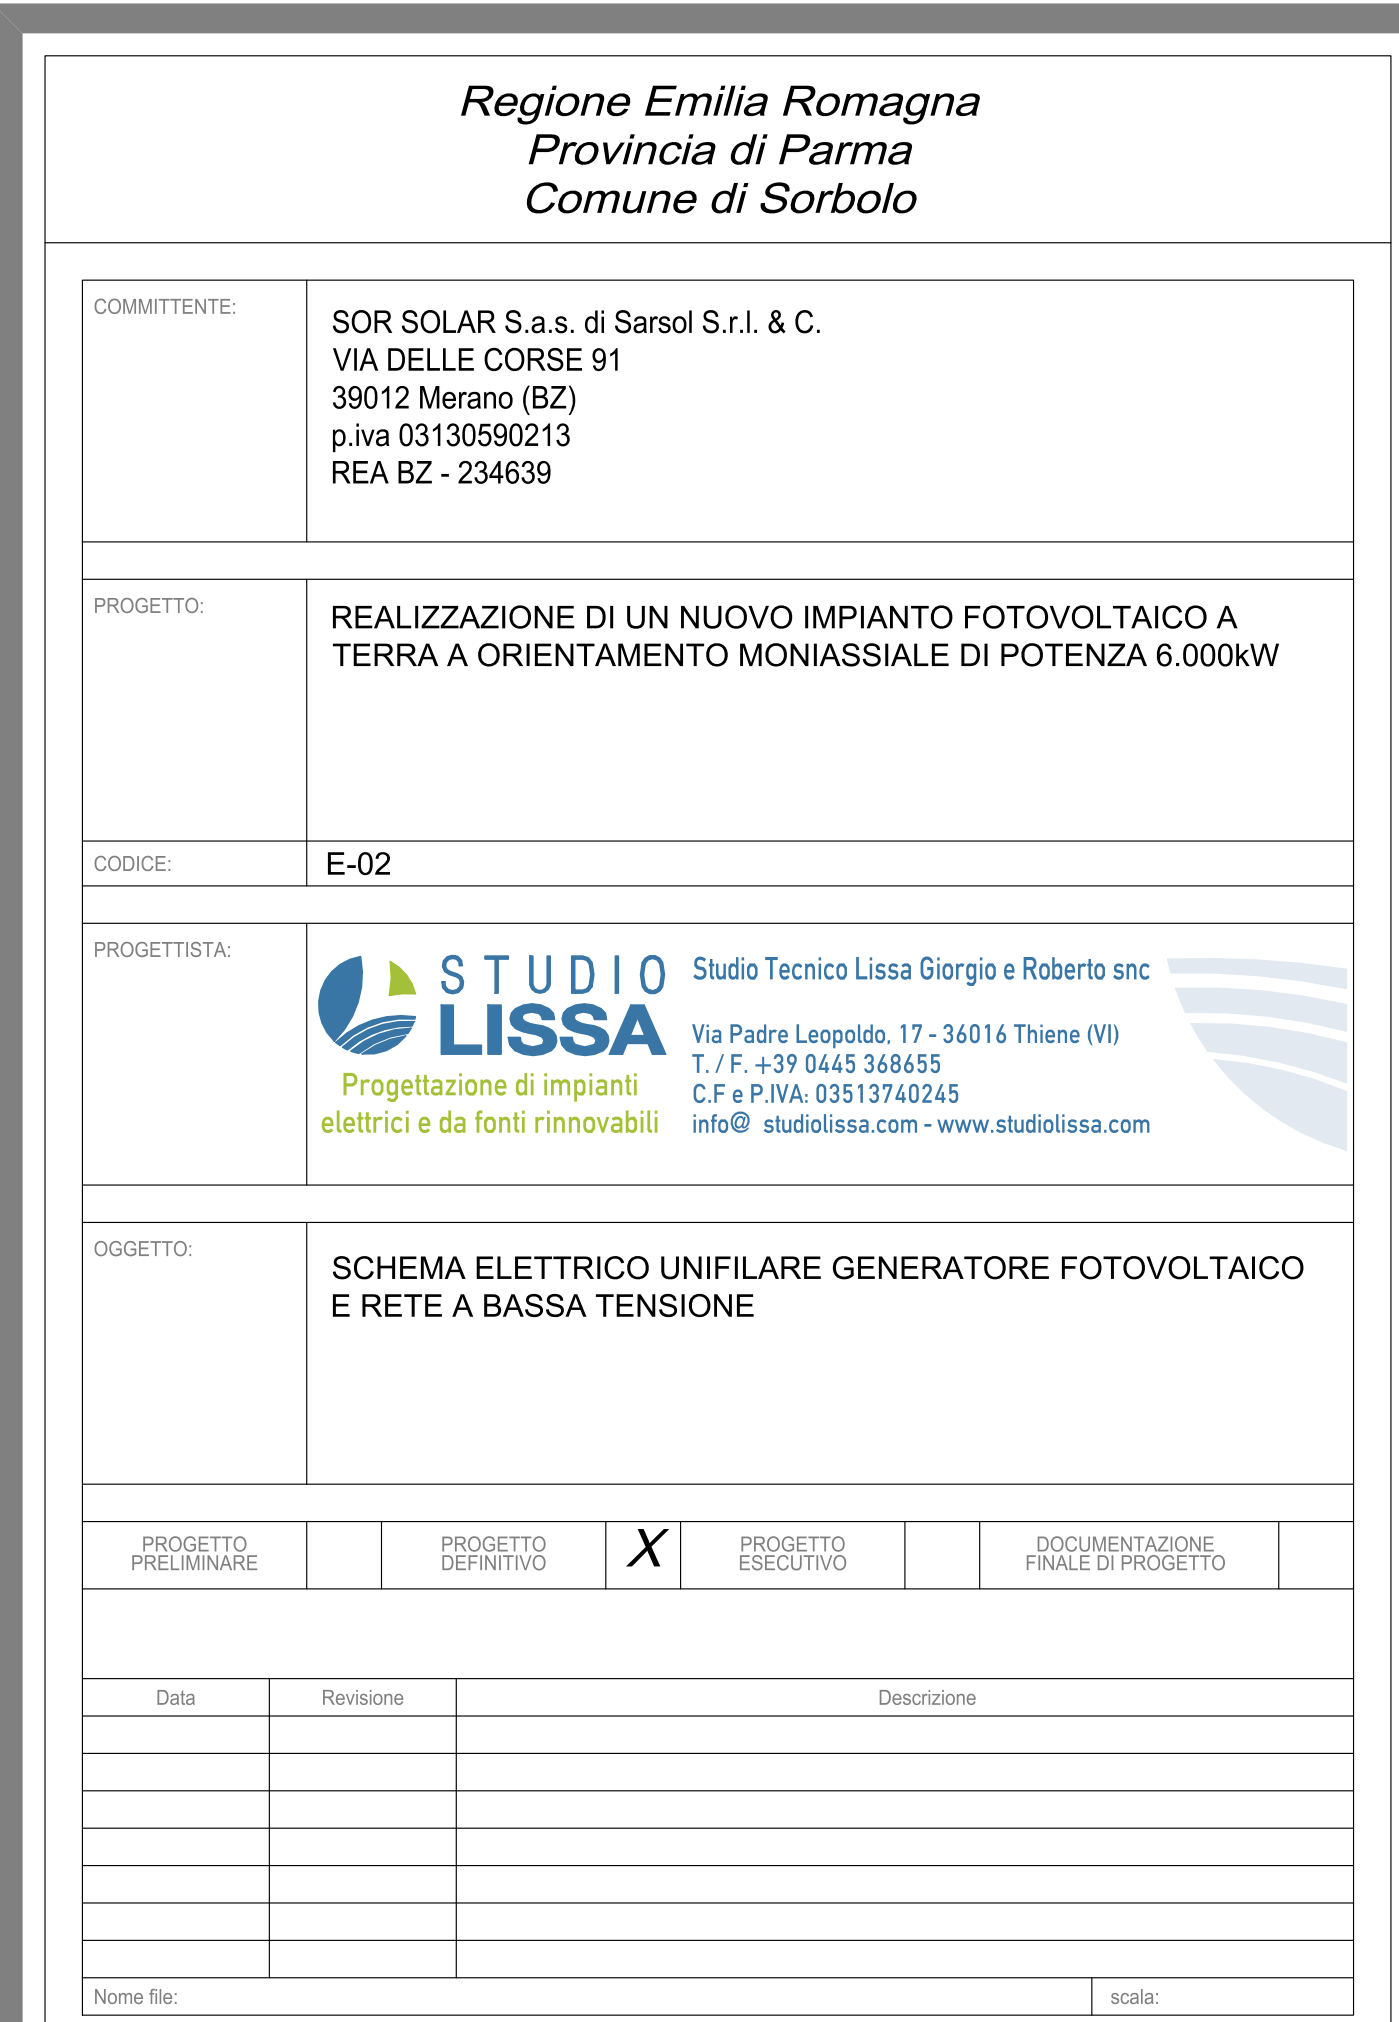 Regione Emilia Romagna
Provincia di Parma
Comune di Sorbolo
COMMITTENTE:
SOR SOLAR S.a.s. di Sarsol S.r.l. & C.
VIA DELLE CORSE 91
39012 Merano (BZ)
p.iva 03130590213
REA BZ - 234639
PROGETTO:
REALIZZAZIONE DI UN NUOVO IMPIANTO FOTOVOLTAICO A
TERRA A ORIENTAMENTO MONIASSIALE DI POTENZA 6.000kW
CODICE:
E-02
PROGETTISTA:
STUDIO
LISSA
Progettazione di impianti
elettrici e da fonti rinnovabili
Studio Tecnico Lissa Giorgio e Roberto snc
Via Padre Leopoldo, 17 - 36016 Thiene (VI)
T. / F. +39 0445 368655
C.F e P.IVA: 03513740245
info@ studiolissa.com - www.studiolissa.com
OGGETTO:
SCHEMA ELETTRICO UNIFILARE GENERATORE FOTOVOLTAICO
E RETE A BASSA TENSIONE
PROGETTO
PRELIMINARE
PROGETTO
DEFINITIVO
X
PROGETTO
ESECUTIVO
DOCUMENTAZIONE
FINALE DI PROGETTO
Data
Revisione
Descrizione
Nome file:
scala: